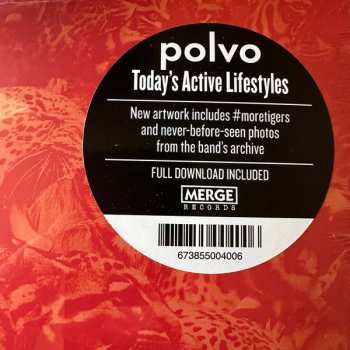 polvo
Today's Active Lifestyles
New artwork includes #moretigers
and never-before-seen photos
from the band's archive
FULL DOWNLOAD INCLUDED
MERGE
RECORDS
673855004006